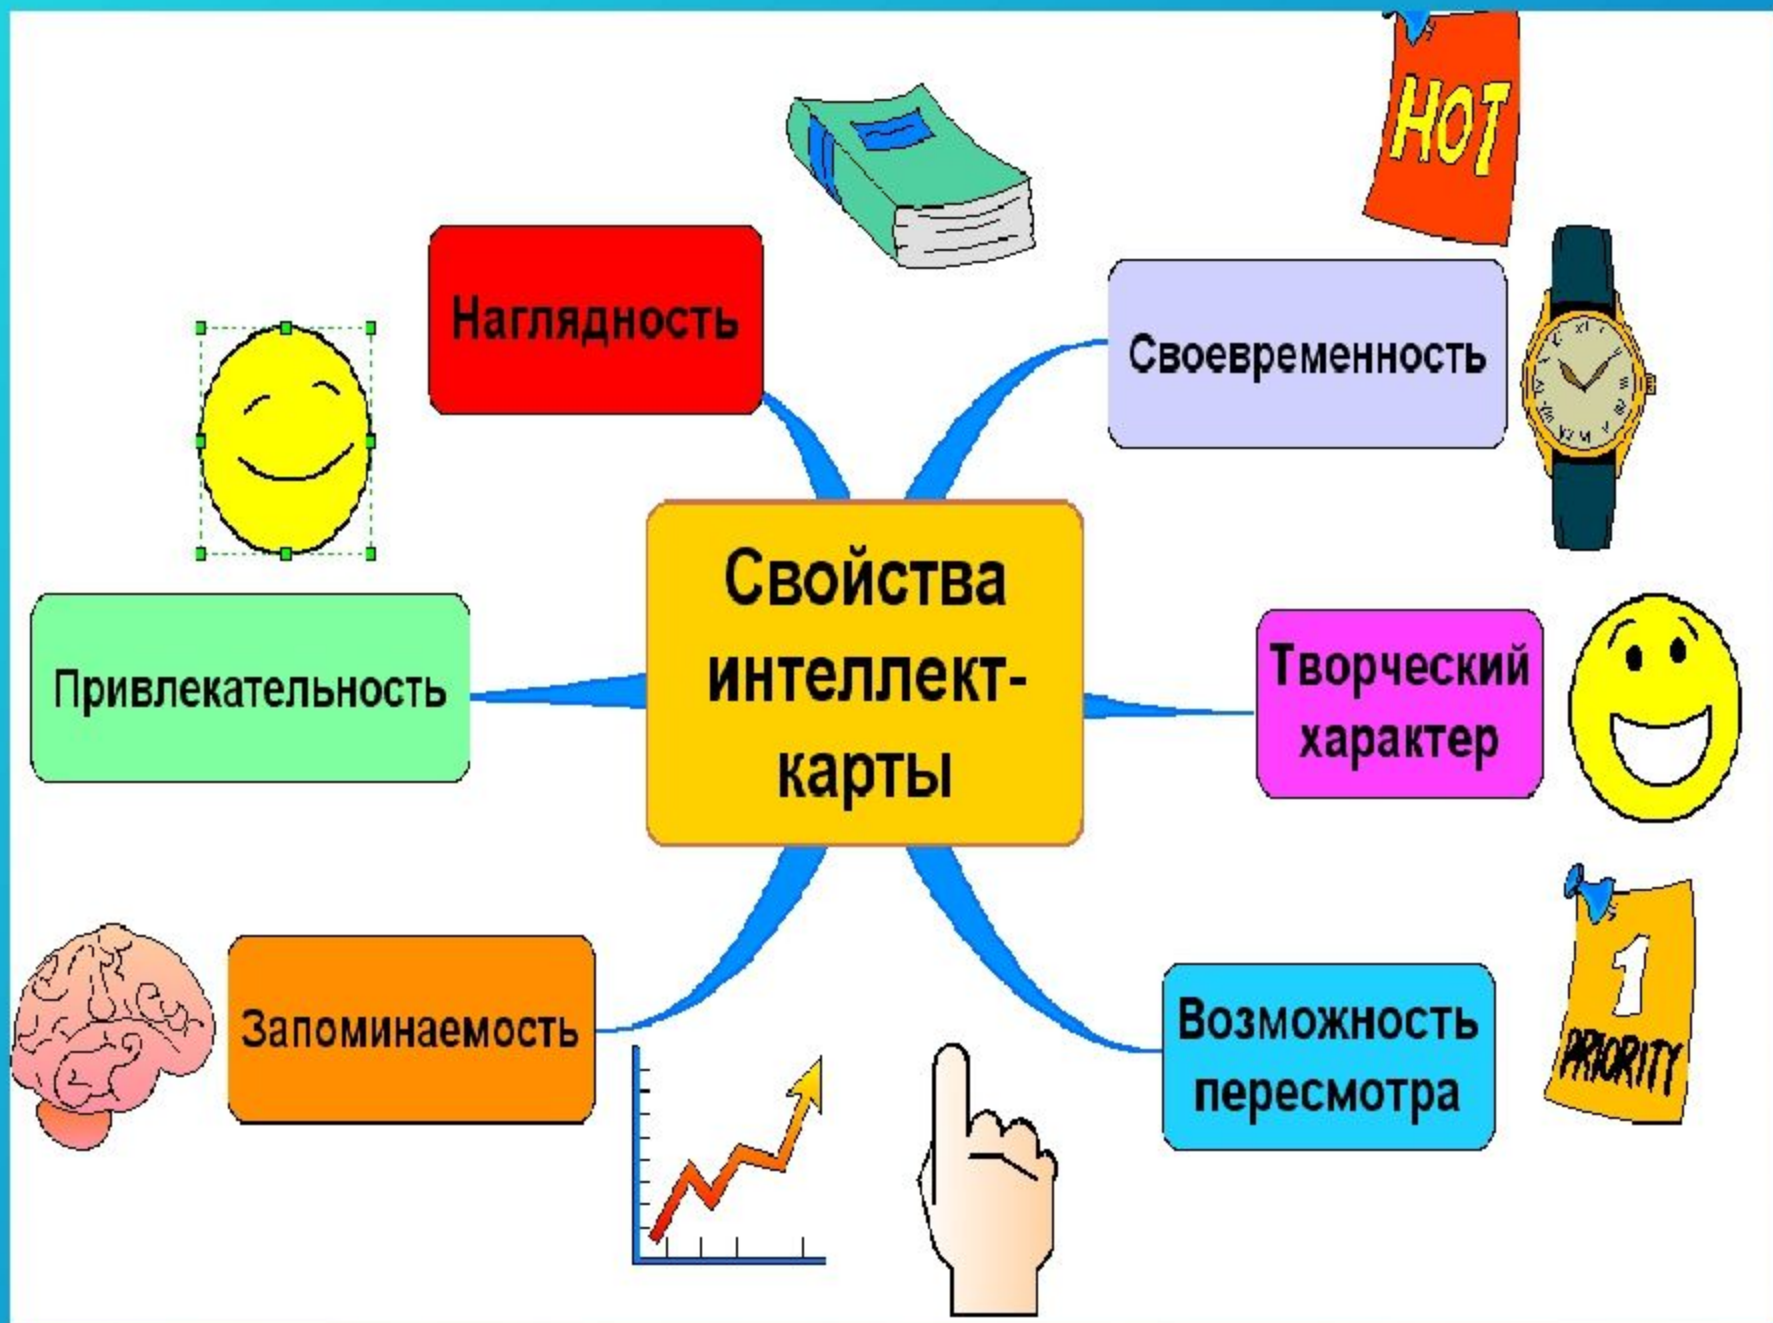 HOT
Наглядность
Своевременность
Свойства
интеллект-
карты
Привлекательность
Творческий
характер
Запоминаемость
Возможность
пересмотра
1
PRIORITY